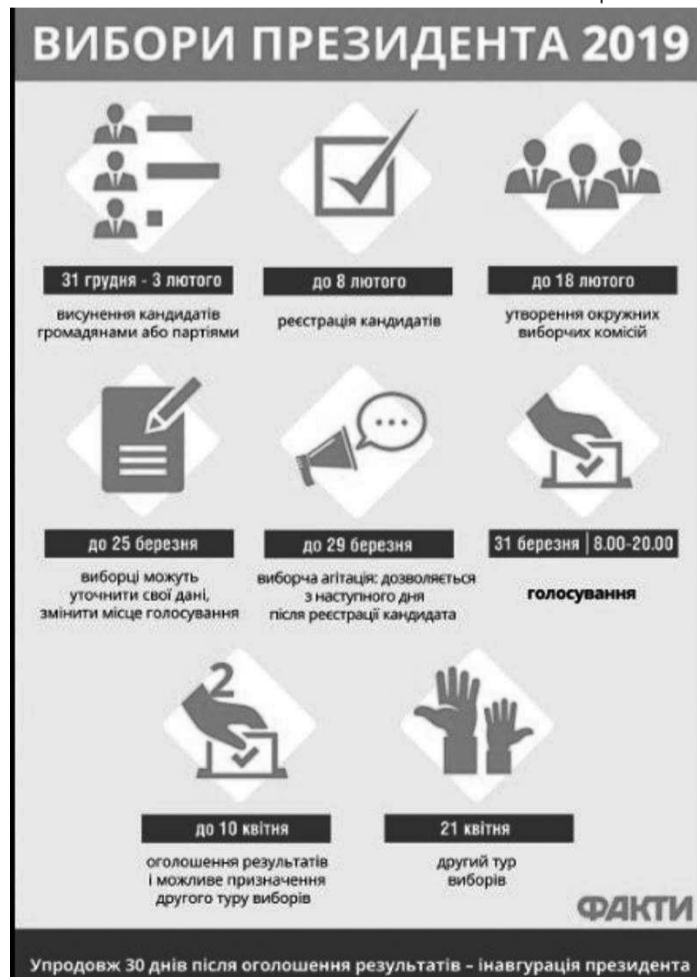 ВИБОРИ ПРЕЗИДЕНТА 2019
31 грудня - 3 лютого
висунення кандидатів
громадянами або партіями
до 8 лютого
реєстрація кандидатів
до 18 лютого
утворення окружних
виборчих комісій
до 25 березня
виборці можуть
уточнити свої дані,
змінити місце голосування
до 29 березня
виборча агітація: дозволяється
з наступного дня
після реєстрації кандидата
31 березня | 8.00-20.00
голосування
2
до 10 квітня
оголошення результатів
і можливе призначення
другого туру виборів
21 квітня
другий тур
виборів
ФАКТИ
Упродовж 30 днів після оголошення результатів – інавгурація президента